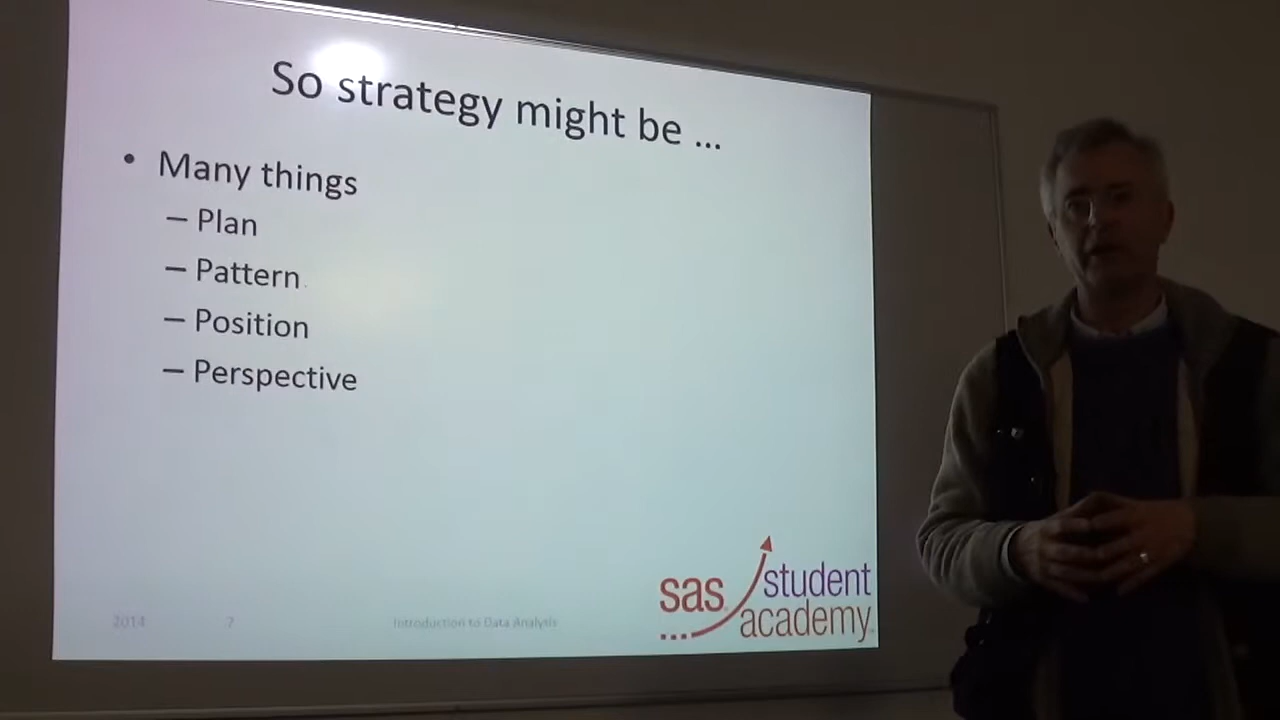 So strategy might be ...
• Many things
– Plan
– Pattern
– Position
– Perspective
2014 7 Introduction to Data Analysis
sas student
academy